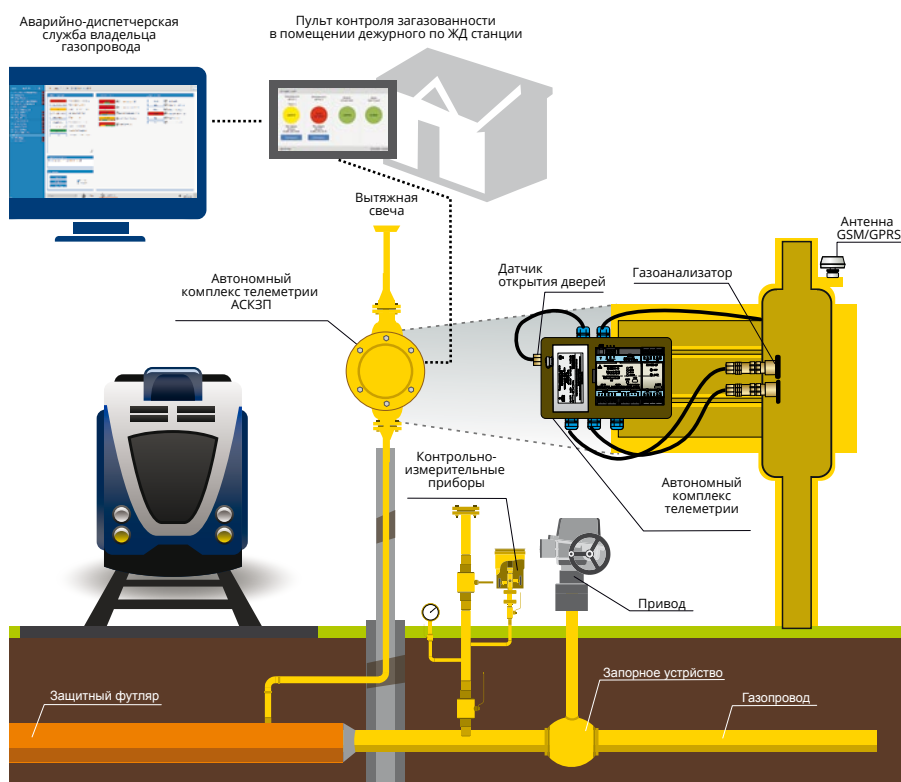 Аварийно-диспетчерская
служба владельца
газопровода
Пульт контроля загазованности
в помещении дежурного по ЖД станции
Вытяжная
свеча
Антенна
GSM/GPRS
Автономный
комплекс телеметрии
АСКЗП
Датчик
открытия дверей
Газоанализатор
Контрольно-
измерительные
приборы
Автономный
комплекс
телеметрии
Привод
Защитный футляр
Запорное устрйство
Газопровод